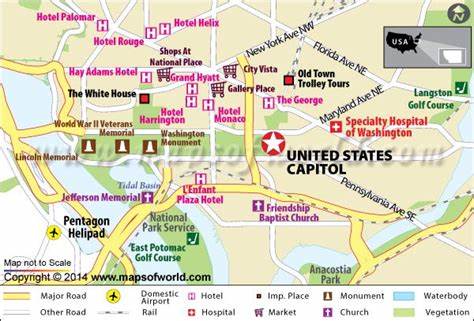 Hotel Palomar
Hotel Helix
Hotel Rouge
Shops At
National Place
New York Ave NW
Florida Ave NE
N
USA
Hay Adams Hotel
Grand Hyatt
City Vista
Gallery Place
Old Town
Trolley Tours
Langston
Golf Course
The White House
The George
Maryland Ave NE
Hotel
Harrington
Hotel
Monaco
Specialty Hospital
of Washington
World War II Veterans
Memorial
Washington
Monument
Lincoln Memorial
UNITED STATES
CAPITOL
Tidal Basin
L'Enfant
Plaza Hotel
Pennsylvania Ave SE
Jefferson Memorial
Friendship
Baptist Church
Pentagon
Helipad
National Park
Service
East Potomac
Golf Course
Anacostia
Park
Map not to Scale
Copyright © 2014 www.mapsofworld.com
Major Road
Domestic
Airport
Hotel
Imp. Place
Monument
Waterbody
Other Road
Rail
Hospital
Market
Church
Vegetation